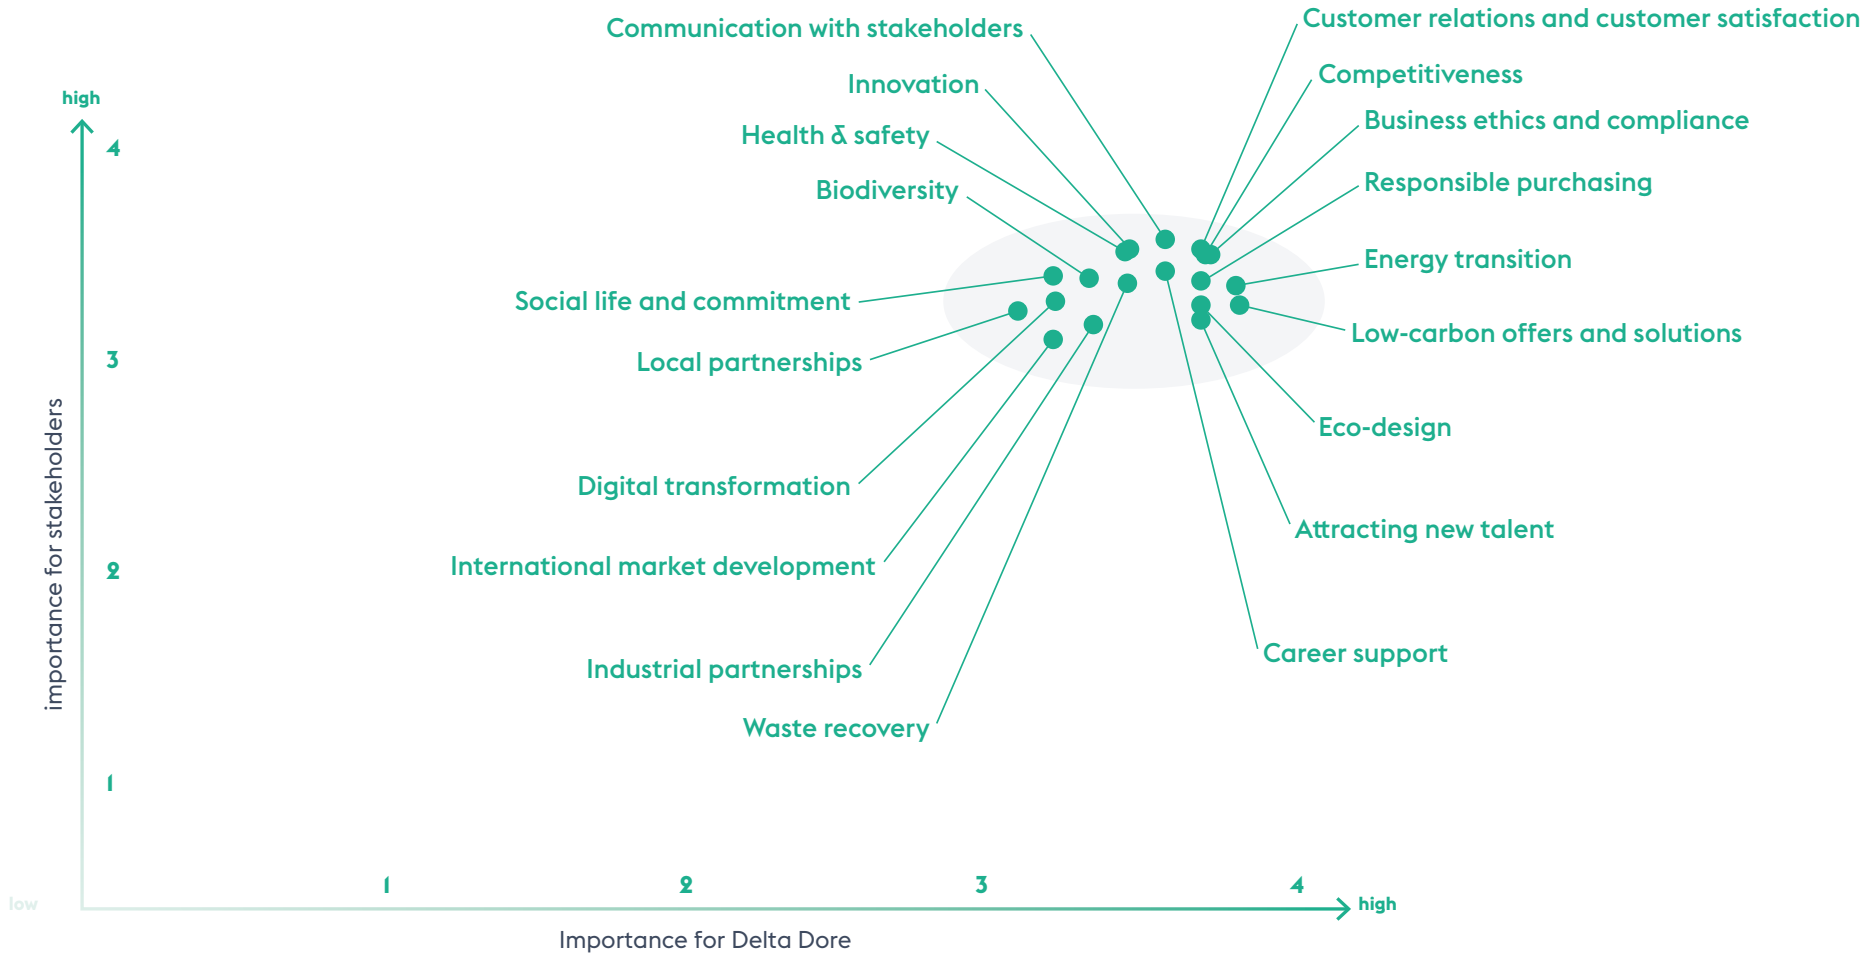 Communication with stakeholders
Customer relations and customer satisfaction
Innovation
Competitiveness
high
Health & safety
Business ethics and compliance
4
Biodiversity
Responsible purchasing
Energy transition
Social life and commitment
Low-carbon offers and solutions
3
Local partnerships
Eco-design
Digital transformation
Attracting new talent
importance for stakeholders
2
International market development
Career support
Industrial partnerships
Waste recovery
1
1
2
3
4
low
high
Importance for Delta Dore